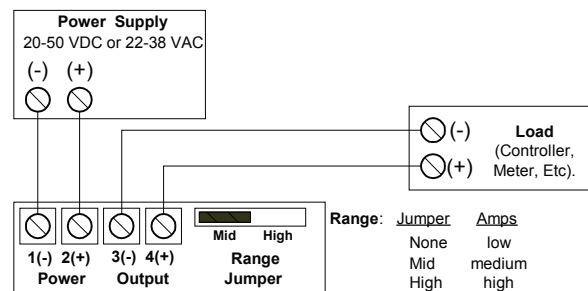 Power Supply
20-50 VDC or 22-38 VAC
(-) (+)
(-)
(+)
Load
(Controller,
Meter, Etc).
Mid High
1(-) 2(+) 3(-) 4(+)
Power Output
Range
Jumper
Range: Jumper Amps
None low
Mid medium
High high